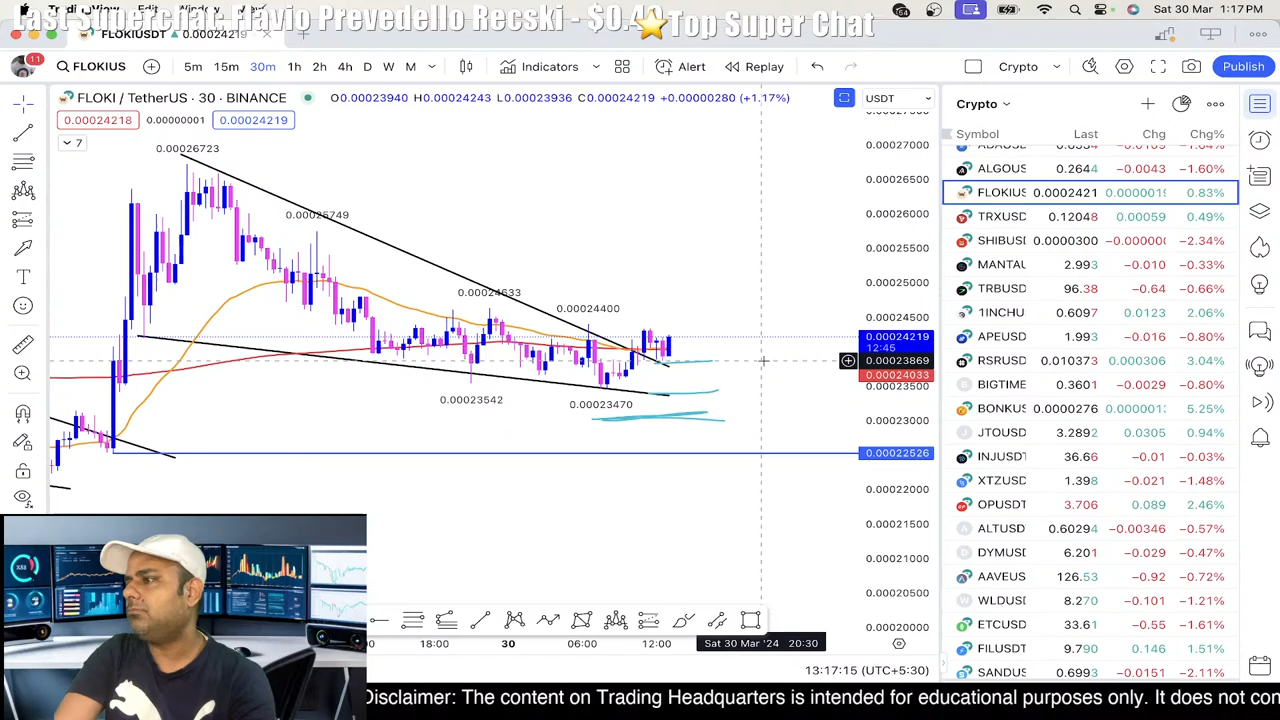 Last Superchat: Flávio Prevedello Recski - $0.40
Top Super Chat
Sat 30 Mar 1:17 PM
FLOKIUSDT ▲ 0.00024219
11
FLOKIUS
5m 15m 30m 1h 2h 4h D W M
Indicators
Alert
Replay
Crypto
Publish
FLOKI / TetherUS · 30 · BINANCE
O0.00023940 H0.00024243 L0.00023936 C0.00024219 +0.00000280 (+1.17%)
USDT
0.00024218 0.00000001 0.00024219
7
0.00026723
0.00025749
0.00024400
0.00023542
0.00023470
0.00027000
0.00026500
0.00026000
0.00025500
0.00025000
0.00024500
0.00024219
12:45
0.00023869
0.00024033
0.00023500
0.00023000
0.00022526
0.00022000
0.00021500
0.00021000
0.00020500
0.00020000
18:00 30 06:00 12:00
Sat 30 Mar '24 20:30
13:17:15 (UTC+5:30)
Crypto
Symbol Last Chg Chg%
ALGOUS 0.2644 −0.0043 −1.60%
FLOKIUS 0.0002421 0.0000019 0.83%
TRXUSD 0.12048 0.00059 0.49%
SHIBUSD 0.0000300 −0.000000 −2.34%
MANTAU 2.993 −0.010 −0.33%
TRBUSD 96.38 −0.64 −0.66%
1INCHU 0.6097 0.0123 2.06%
APEUSD 1.991 −0.016 −0.80%
RSRUSD 0.010373 0.000306 3.04%
BIGTIME 0.3601 −0.0029 −0.80%
BONKUS 0.0000276 0.0000013 5.25%
JTOUSD 3.2892 0.0305 0.94%
INJUSDT 36.66 −0.01 −0.03%
XTZUSD 1.398 −0.021 −1.48%
OPUSDT 3.706 0.089 2.46%
ALTUSD 0.60294 −0.00346 −0.57%
DYMUSD 6.201 −0.029 −0.47%
AAVEUS 126.53 −0.92 −0.72%
WLDUSD 8.270 −0.101 −1.21%
ETCUSD 33.61 −0.55 −1.61%
FILUSDT 9.790 0.146 1.51%
SANDUS 0.6993 −0.0151 −2.11%
Disclaimer: The content on Trading Headquarters is intended for educational purposes only. It does not con